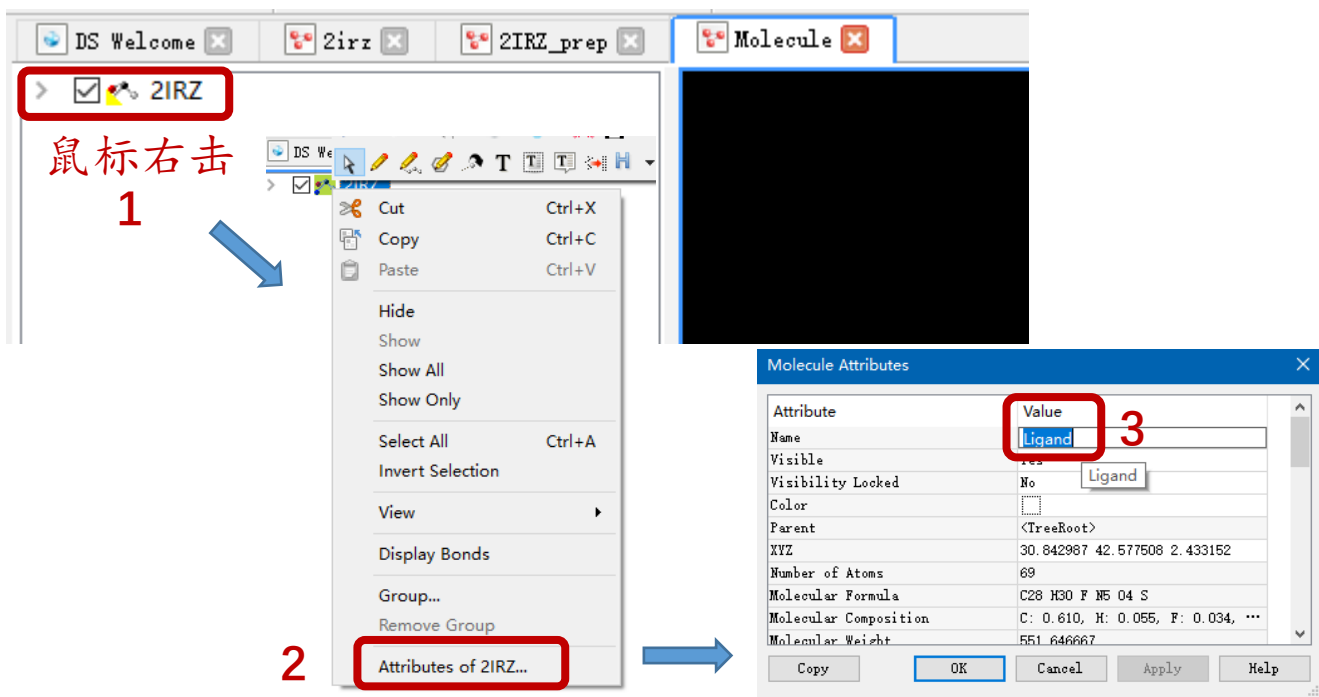 DS Welcome
2irz
2IRZ_prep
Molecule
2IRZ
鼠标右击
1
DS We
T
2IRZ
Cut Ctrl+X
Copy Ctrl+C
Paste Ctrl+V
Hide
Show
Show All
Show Only
Select All Ctrl+A
Invert Selection
View
Display Bonds
Group...
Remove Group
2
Attributes of 2IRZ...
Molecule Attributes
Attribute Value
3
Name Ligand
Visible Yes
Ligand
Visibility Locked No
Color
Parent <TreeRoot>
XYZ 30.842987 42.577508 2.433152
Number of Atoms 69
Molecular Formula C28 H30 F N5 O4 S
Molecular Composition C: 0.610, H: 0.055, F: 0.034, ...
Molecular Weight 551.646667
Copy OK Cancel Apply Help